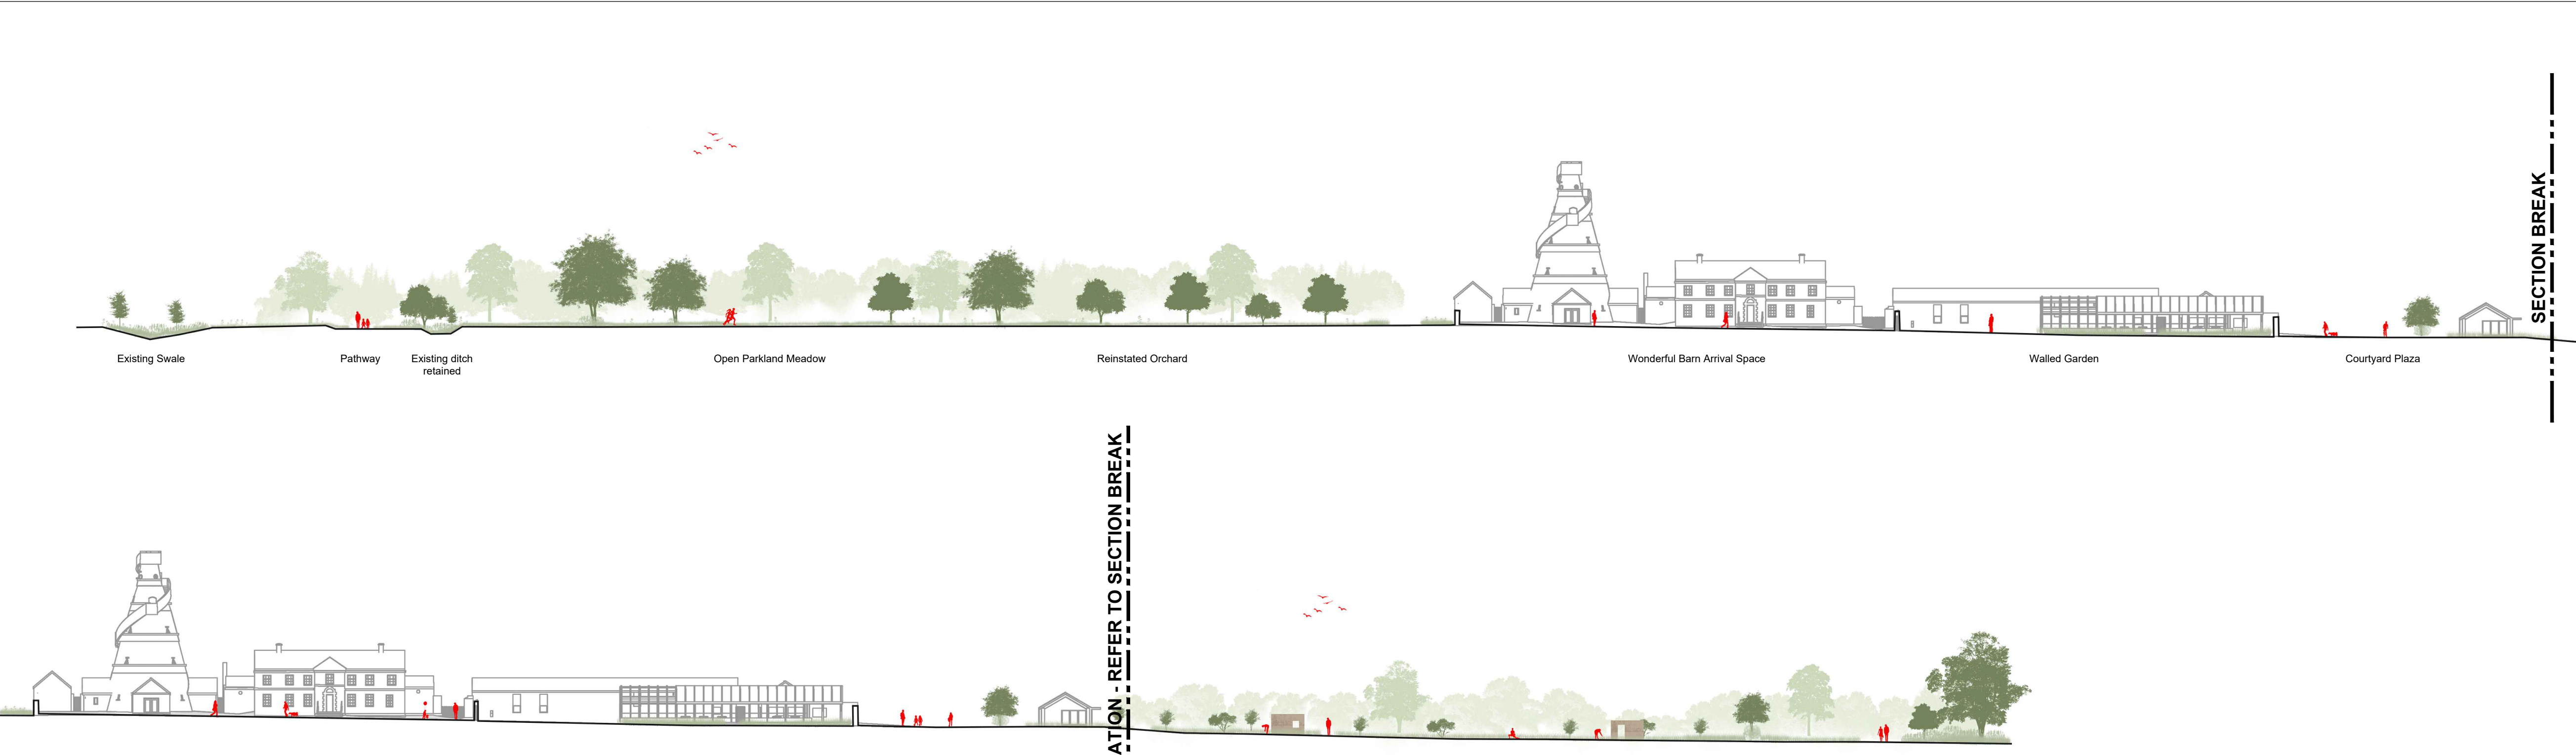 SECTION BREAK
Existing Swale
Pathway
Existing ditch
retained
Open Parkland Meadow
Reinstated Orchard
Wonderful Barn Arrival Space
Walled Garden
Courtyard Plaza
ATION - REFER TO SECTION BREAK